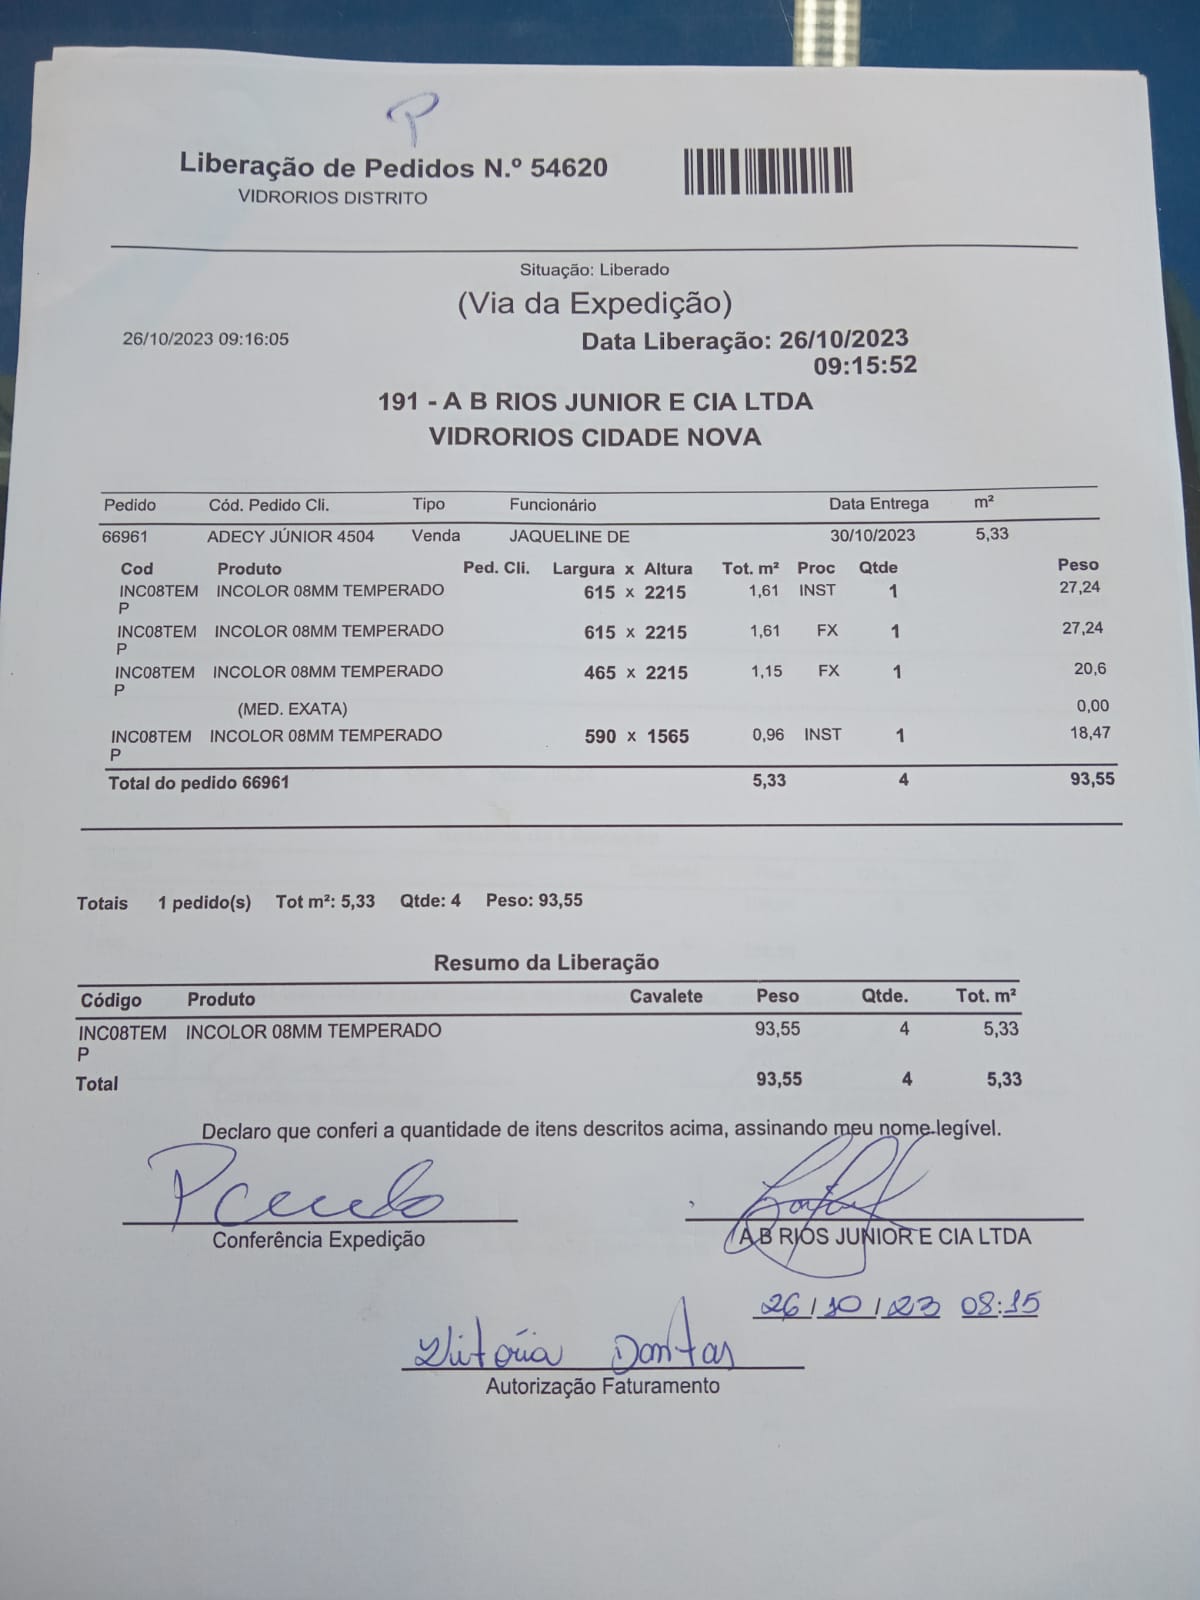 P
Liberação de Pedidos N.º 54620
VIDRORIOS DISTRITO
Situação: Liberado
(Via da Expedição)
26/10/2023 09:16:05 Data Liberação: 26/10/2023
09:15:52
191 - A B RIOS JUNIOR E CIA LTDA
VIDRORIOS CIDADE NOVA
Pedido Cód. Pedido Cli. Tipo Funcionário Data Entrega m²
66961 ADECY JÚNIOR 4504 Venda JAQUELINE DE 30/10/2023 5,33
Cod Produto Ped. Cli. Largura x Altura Tot. m² Proc Qtde Peso
INC08TEM INCOLOR 08MM TEMPERADO 615 x 2215 1,61 INST 1 27,24
P
INC08TEM INCOLOR 08MM TEMPERADO 615 x 2215 1,61 FX 1 27,24
P
INC08TEM INCOLOR 08MM TEMPERADO 465 x 2215 1,15 FX 1 20,6
P
(MED. EXATA) 0,00
INC08TEM INCOLOR 08MM TEMPERADO 590 x 1565 0,96 INST 1 18,47
P
Total do pedido 66961 5,33 4 93,55
Totais 1 pedido(s) Tot m²: 5,33 Qtde: 4 Peso: 93,55
Resumo da Liberação
Código Produto Cavalete Peso Qtde. Tot. m²
INC08TEM INCOLOR 08MM TEMPERADO 93,55 4 5,33
P
Total 93,55 4 5,33
Declaro que conferi a quantidade de itens descritos acima, assinando meu nome legível.
Conferência Expedição A B RIOS JUNIOR E CIA LTDA
26/10/23 08:15
Vitória Dantas
Autorização Faturamento